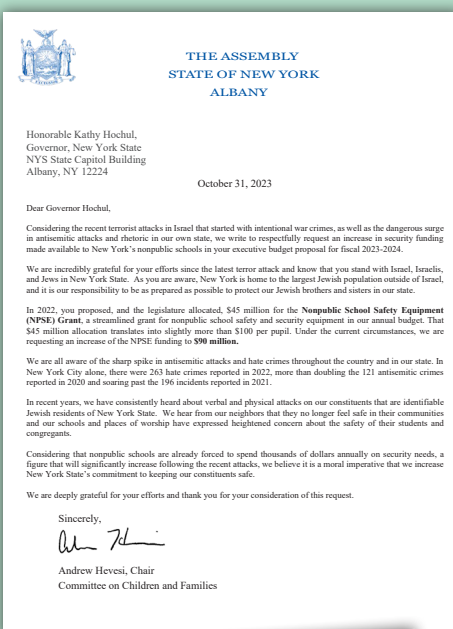 THE ASSEMBLY
STATE OF NEW YORK
ALBANY
Honorable Kathy Hochul,
Governor, New York State
NYS State Capitol Building
Albany, NY 12224
October 31, 2023
Dear Governor Hochul,
Considering the recent terrorist attacks in Israel that started with intentional war crimes, as well as the dangerous surge
in antisemitic attacks and rhetoric in our own state, we write to respectfully request an increase in security funding
made available to New York's nonpublic schools in your executive budget proposal for fiscal 2023-2024.
We are incredibly grateful for your efforts since the latest terror attack and know that you stand with Israel, Israelis,
and Jews in New York State. As you are aware, New York is home to the largest Jewish population outside of Israel,
and it is our responsibility to be as prepared as possible to protect our Jewish brothers and sisters in our state.
In 2022, you proposed, and the legislature allocated, $45 million for the Nonpublic School Safety Equipment
(NPSE) Grant, a streamlined grant for nonpublic school safety and security equipment in our annual budget. That
$45 million allocation translates into slightly more than $100 per pupil. Under the current circumstances, we are
requesting an increase of the NPSE funding to $90 million.
We are all aware of the sharp spike in antisemitic attacks and hate crimes throughout the country and in our state. In
New York City alone, there were 263 hate crimes reported in 2022, more than doubling the 121 antisemitic crimes
reported in 2020 and soaring past the 196 incidents reported in 2021.
In recent years, we have consistently heard about verbal and physical attacks on our constituents that are identifiable
Jewish residents of New York State. We hear from our neighbors that they no longer feel safe in their communities
and our schools and places of worship have expressed heightened concern about the safety of their students and
congregants.
Considering that nonpublic schools are already forced to spend thousands of dollars annually on security needs, a
figure that will significantly increase following the recent attacks, we believe it is a moral imperative that we increase
New York State's commitment to keeping our constituents safe.
We are deeply grateful for your efforts and thank you for your consideration of this request.
Sincerely,
Andrew Hevesi, Chair
Committee on Children and Families